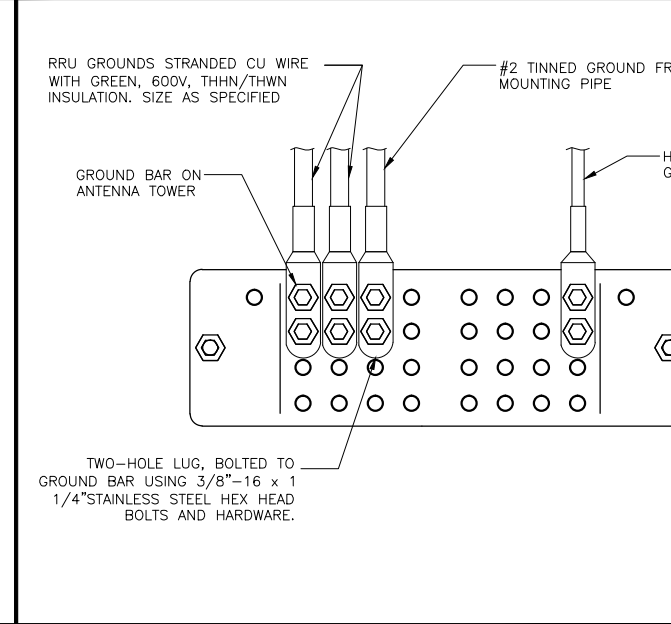 RRU GROUNDS STRANDED CU WIRE
WITH GREEN, 600V, THHN/THWN
INSULATION. SIZE AS SPECIFIED
#2 TINNED GROUND
MOUNTING PIPE
GROUND BAR ON
ANTENNA TOWER
TWO-HOLE LUG, BOLTED TO
GROUND BAR USING 3/8"-16 x 1
1/4"STAINLESS STEEL HEX HEAD
BOLTS AND HARDWARE.